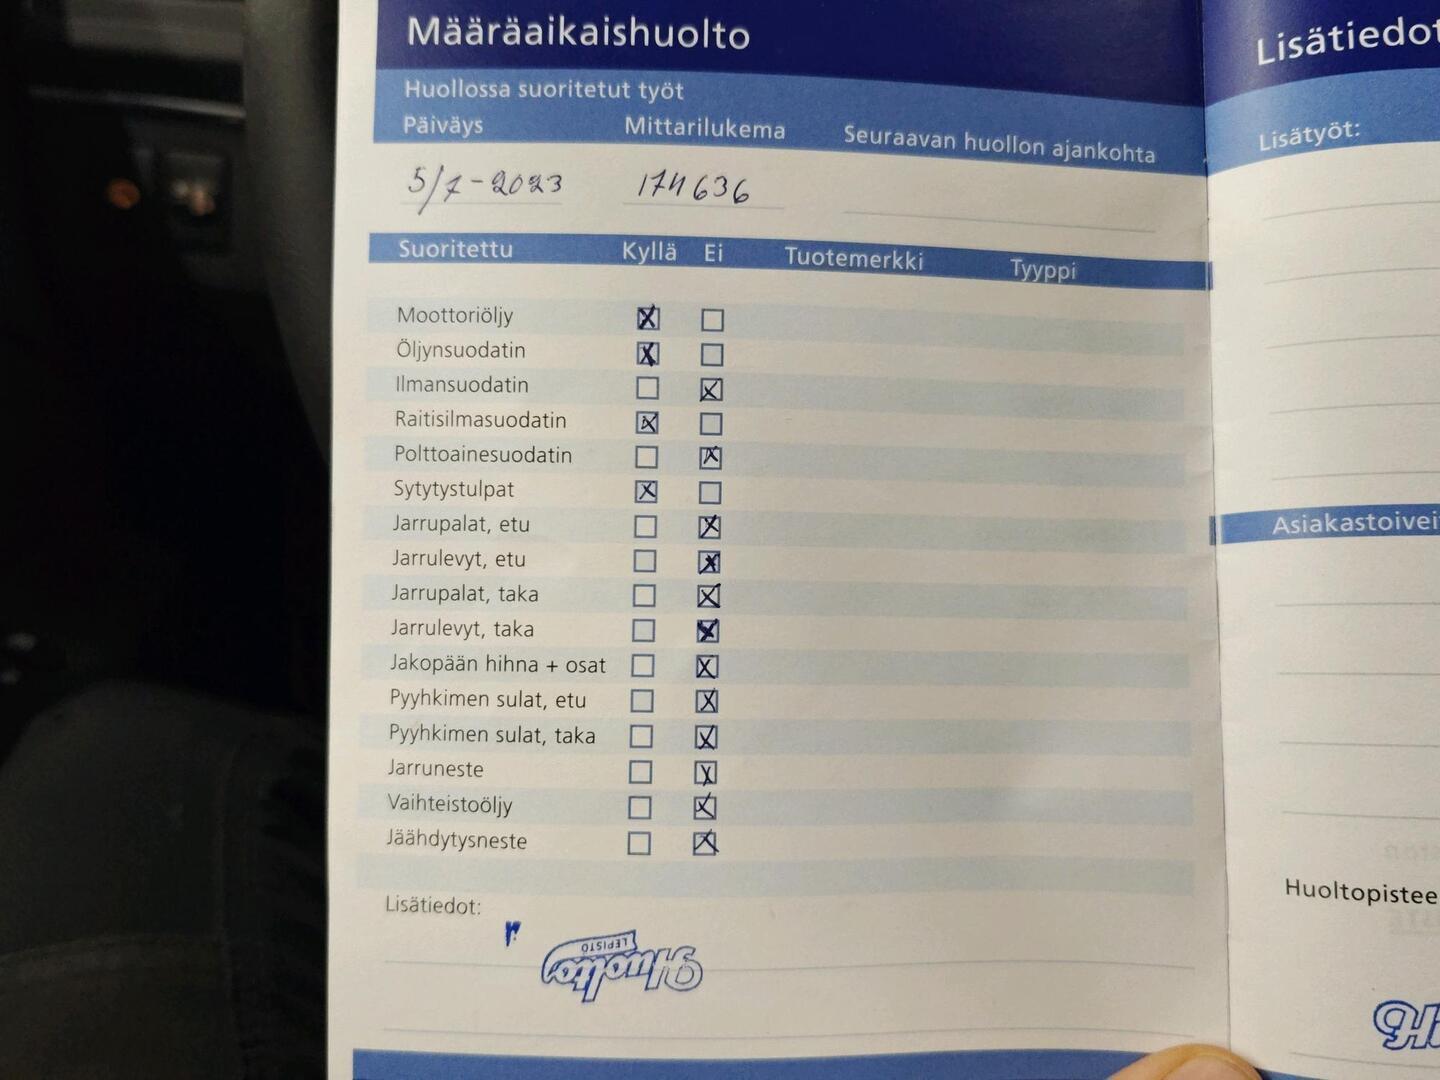 Määräaikaishuolto
Huollossa suoritetut työt
Päiväys Mittarilukema Seuraavan huollon ajankohta
5/7-2023 174636
Suoritettu Kyllä Ei Tuotemerkki Tyyppi
Moottoriöljy
Öljynsuodatin
Ilmansuodatin
Raitisilmasuodatin
Polttoainesuodatin
Sytytystulpat
Jarrupalat, etu
Jarrulevyt, etu
Jarrupalat, taka
Jarrulevyt, taka
Jakopään hihna + osat
Pyyhkimen sulat, etu
Pyyhkimen sulat, taka
Jarruneste
Vaihteistoöljy
Jäähdytysneste
Lisätiedot:
Huolto
LEPISTÖ
Lisätiedot
Lisätyöt:
Asiakastoivei
Huoltopistee